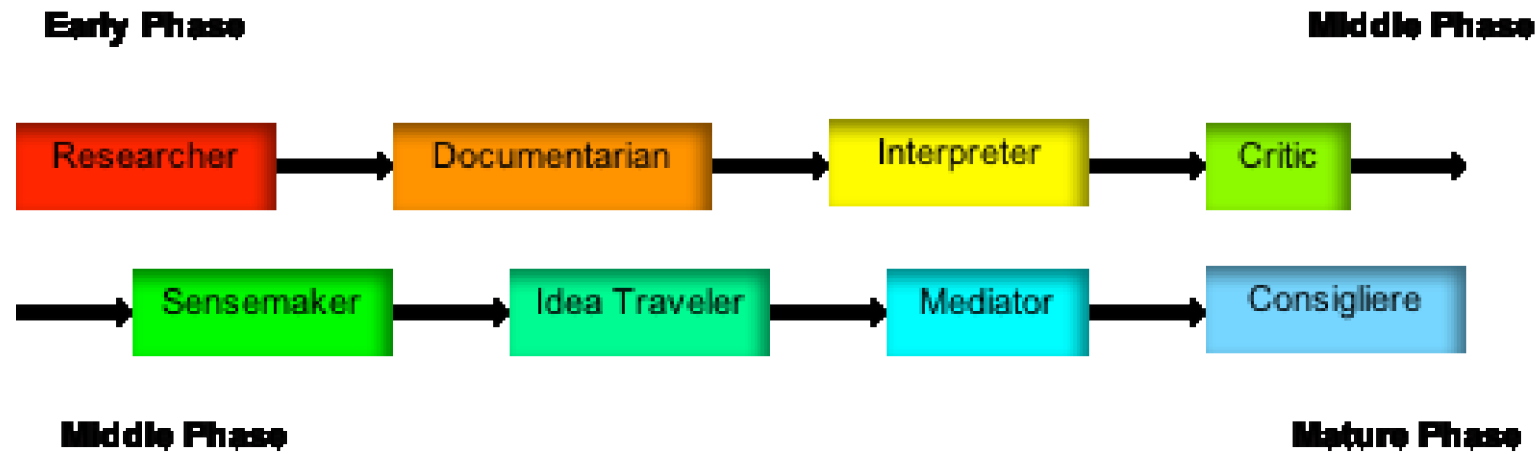 Early Phase Middle Phase
Researcher Documentarian Interpreter Critic
Sensemaker Idea Traveler Mediator Consigliere
Middle Phase Mature Phase